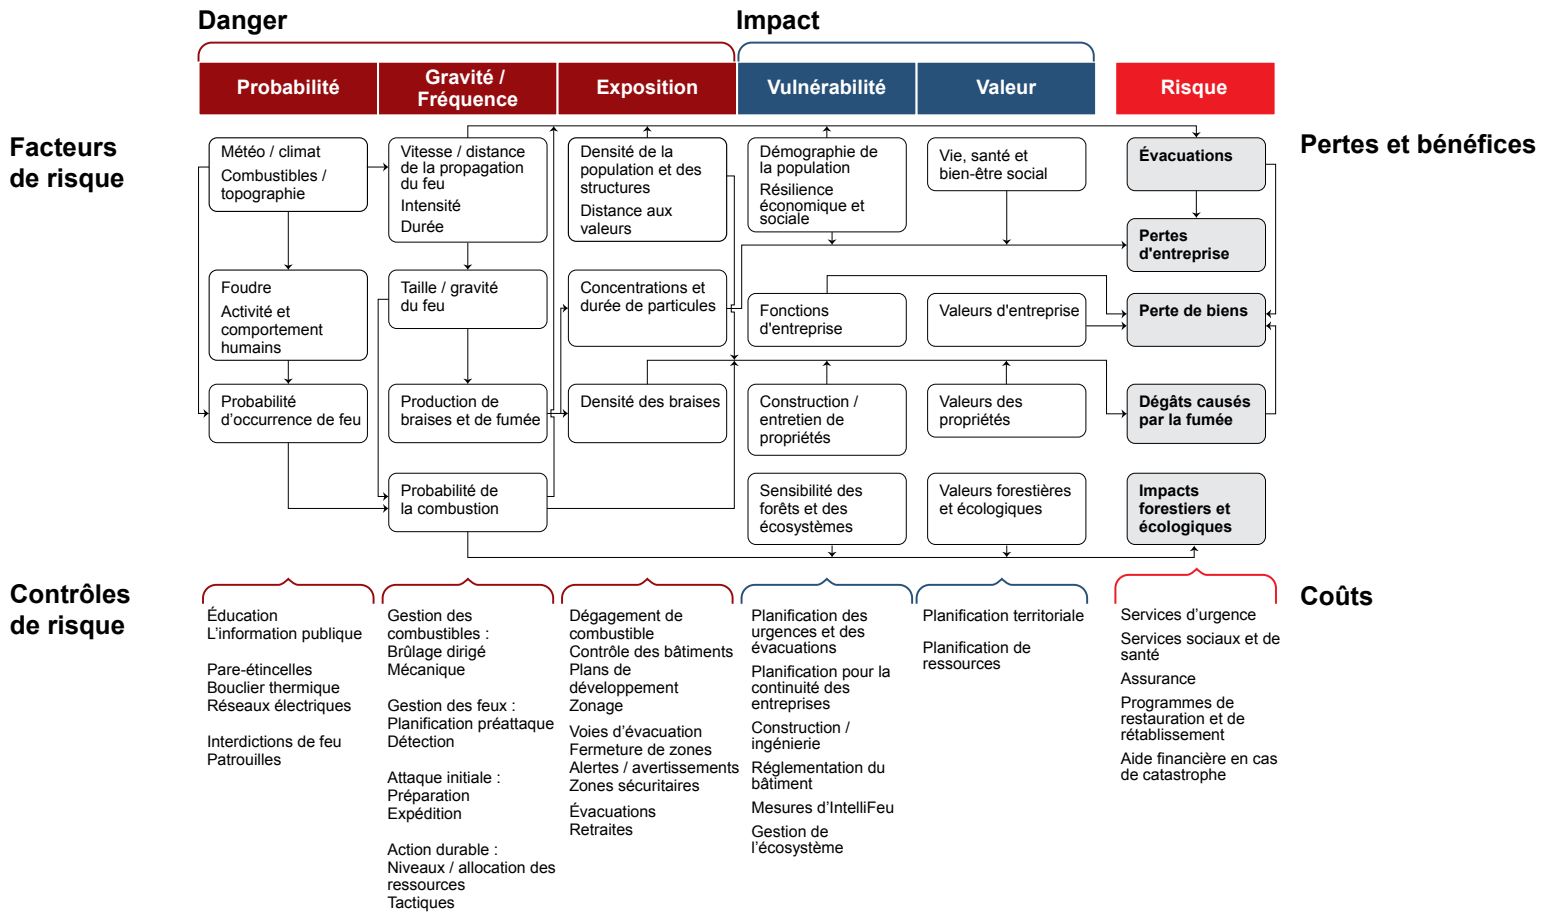 Danger
Impact
Probabilité
Gravité /
Fréquence
Exposition
Vulnérabilité
Valeur
Risque
Facteurs
de risque
Pertes et bénéfices
Météo / climat
Combustibles /
topographie
Vitesse / distance
de la propagation
du feu
Intensité
Durée
Densité de la
population et des
structures
Distance aux
valeurs
Démographie de
la population
Résilience
économique et
sociale
Vie, santé et
bien-être social
Évacuations
Pertes
d'entreprise
Foudre
Activité et
comportement
humains
Taille / gravité
du feu
Concentrations et
durée de particules
Fonctions
d'entreprise
Valeurs d'entreprise
Perte de biens
Probabilité
d’occurrence de feu
Production de
braises et de fumée
Densité des braises
Construction /
entretien de
propriétés
Valeurs des
propriétés
Dégâts causés
par la fumée
Probabilité de
la combustion
Sensibilité des
forêts et des
écosystèmes
Valeurs forestières
et écologiques
Impacts
forestiers et
écologiques
Contrôles
de risque
Coûts
Éducation
L’information publique
Pare-étincelles
Bouclier thermique
Réseaux électriques
Interdictions de feu
Patrouilles
Gestion des
combustibles :
Brûlage dirigé
Mécanique
Gestion des feux :
Planification préattaque
Détection
Attaque initiale :
Préparation
Expédition
Action durable :
Niveaux / allocation des
ressources
Tactiques
Dégagement de
combustible
Contrôle des bâtiments
Plans de
développement
Zonage
Voies d’évacuation
Fermeture de zones
Alertes / avertissements
Zones sécuritaires
Évacuations
Retraites
Planification des
urgences et des
évacuations
Planification pour la
continuité des
entreprises
Construction /
ingénierie
Réglementation du
bâtiment
Mesures d’IntelliFeu
Gestion de
l’écosystème
Planification territoriale
Planification de
ressources
Services d’urgence
Services sociaux et de
santé
Assurance
Programmes de
restauration et de
rétablissement
Aide financière en cas
de catastrophe